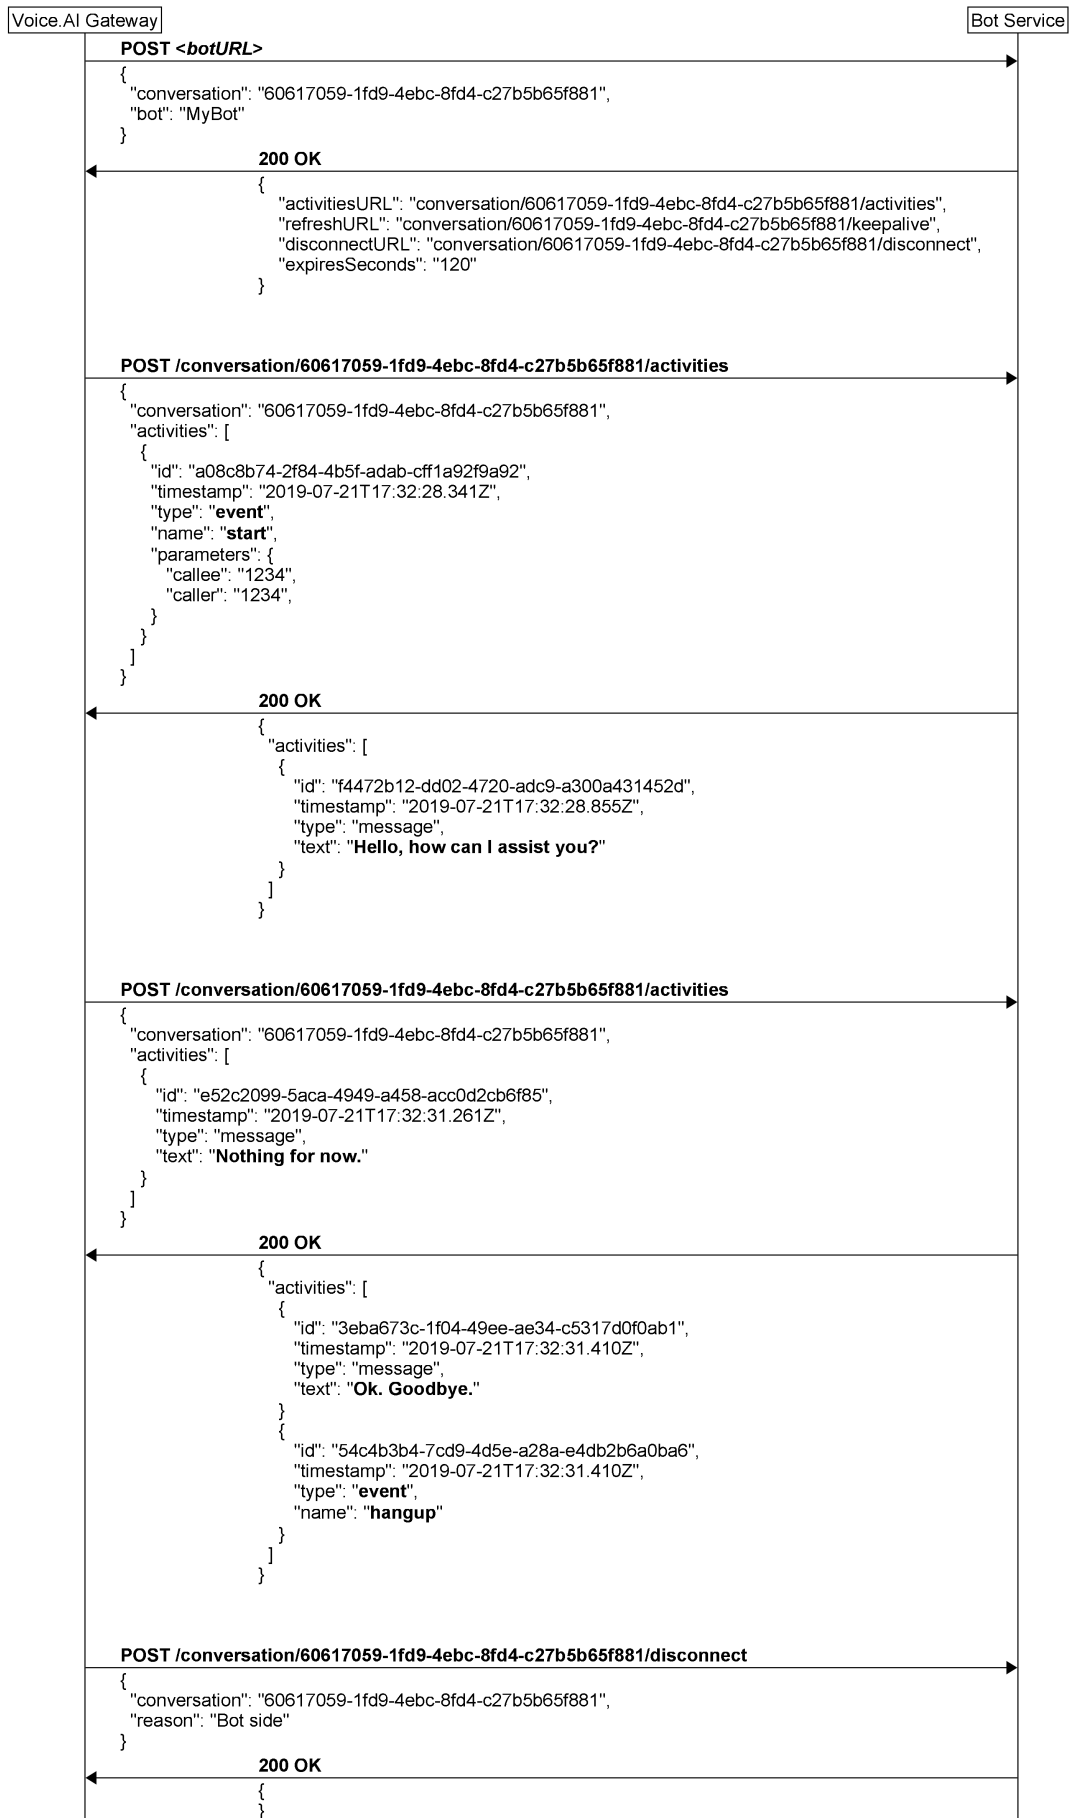 Voice.AI Gateway
Bot Service
POST <botURL>
{
"conversation": "60617059-1fd9-4ebc-8fd4-c27b5b65f881",
"bot": "MyBot"
}
200 OK
{
"activitiesURL": "conversation/60617059-1fd9-4ebc-8fd4-c27b5b65f881/activities",
"refreshURL": "conversation/60617059-1fd9-4ebc-8fd4-c27b5b65f881/keepalive",
"disconnectURL": "conversation/60617059-1fd9-4ebc-8fd4-c27b5b65f881/disconnect",
"expiresSeconds": "120"
}
POST /conversation/60617059-1fd9-4ebc-8fd4-c27b5b65f881/activities
{
"conversation": "60617059-1fd9-4ebc-8fd4-c27b5b65f881",
"activities": [
{
"id": "a08c8b74-2f84-4b5f-adab-cff1a92f9a92",
"timestamp": "2019-07-21T17:32:28.341Z",
"type": "event",
"name": "start",
"parameters": {
"callee": "1234",
"caller": "1234",
}
}
]
}
200 OK
{
"activities": [
{
"id": "f4472b12-dd02-4720-adc9-a300a431452d",
"timestamp": "2019-07-21T17:32:28.855Z",
"type": "message",
"text": "Hello, how can I assist you?"
}
]
}
POST /conversation/60617059-1fd9-4ebc-8fd4-c27b5b65f881/activities
{
"conversation": "60617059-1fd9-4ebc-8fd4-c27b5b65f881",
"activities": [
{
"id": "e52c2099-5aca-4949-a458-acc0d2cb6f85",
"timestamp": "2019-07-21T17:32:31.261Z",
"type": "message",
"text": "Nothing for now."
}
]
}
200 OK
{
"activities": [
{
"id": "3eba673c-1f04-49ee-ae34-c5317d0f0ab1",
"timestamp": "2019-07-21T17:32:31.410Z",
"type": "message",
"text": "Ok. Goodbye."
}
{
"id": "54c4b3b4-7cd9-4d5e-a28a-e4db2b6a0ba6",
"timestamp": "2019-07-21T17:32:31.410Z",
"type": "event",
"name": "hangup"
}
]
}
POST /conversation/60617059-1fd9-4ebc-8fd4-c27b5b65f881/disconnect
{
"conversation": "60617059-1fd9-4ebc-8fd4-c27b5b65f881",
"reason": "Bot side"
}
200 OK
{
}